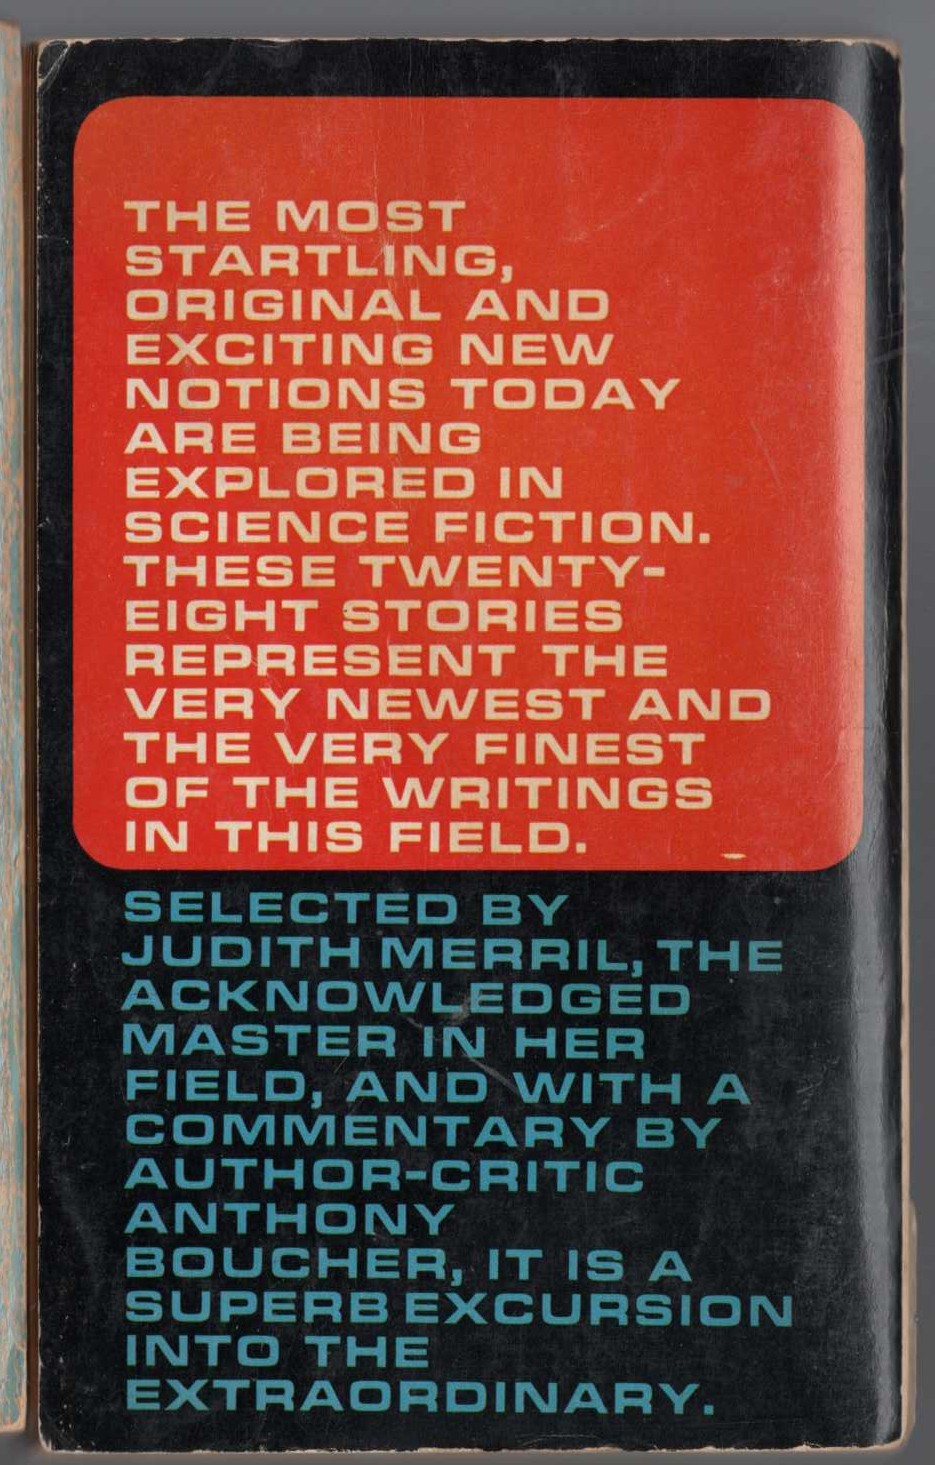 THE MOST
STARTLING,
ORIGINAL AND
EXCITING NEW
NOTIONS TODAY
ARE BEING
EXPLORED IN
SCIENCE FICTION.
THESE TWENTY-
EIGHT STORIES
REPRESENT THE
VERY NEWEST AND
THE VERY FINEST
OF THE WRITINGS
IN THIS FIELD.
SELECTED BY
JUDITH MERRIL, THE
ACKNOWLEDGED
MASTER IN HER
FIELD, AND WITH A
COMMENTARY BY
AUTHOR-CRITIC
ANTHONY
BOUCHER, IT IS A
SUPERB EXCURSION
INTO THE
EXTRAORDINARY.